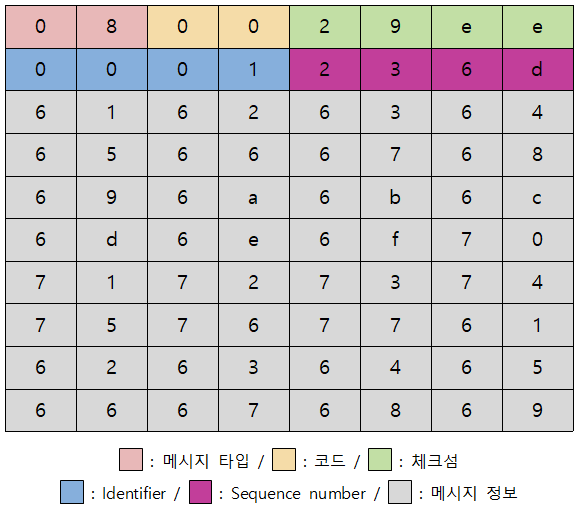 0 8 0 0 2 9 e e
0 0 0 1 2 3 6 d
6 1 6 2 6 3 6 4
6 5 6 6 6 7 6 8
6 9 6 a 6 b 6 c
6 d 6 e 6 f 7 0
7 1 7 2 7 3 7 4
7 5 7 6 7 7 6 1
6 2 6 3 6 4 6 5
6 6 6 7 6 8 6 9
: 메시지 타입 / : 코드 / : 체크섬
: Identifier / : Sequence number / : 메시지 정보